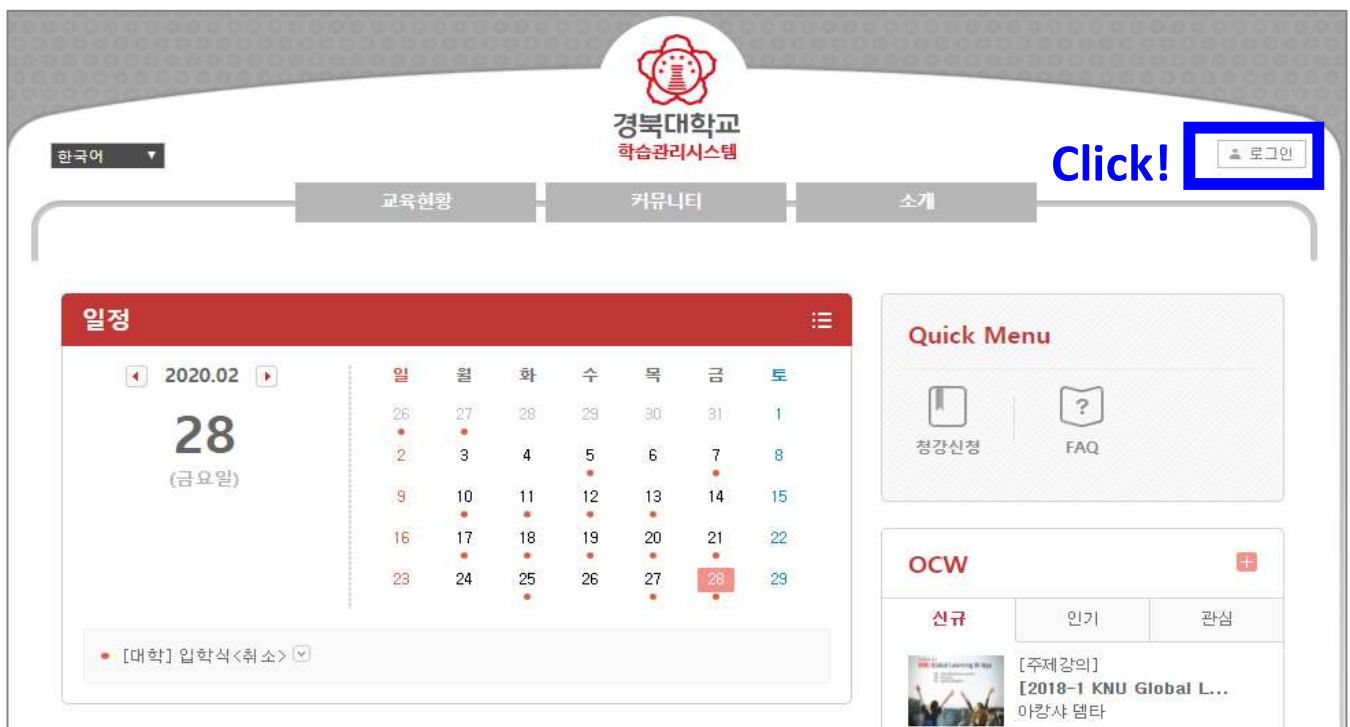 경북대학교
학습관리시스템
한국어
Click!
로그인
교육현황 커뮤니티 소개
일정
2020.02
28
(금요일)
일 월 화 수 목 금 토
26 27 28 29 30 31 1
2 3 4 5 6 7 8
9 10 11 12 13 14 15
16 17 18 19 20 21 22
23 24 25 26 27 28 29
[대학] 입학식<취소>
Quick Menu
청강신청 FAQ
OCW
신규 인기 관심
[주제강의]
[2018-1 KNU Global L...
아캉샤 뎀타